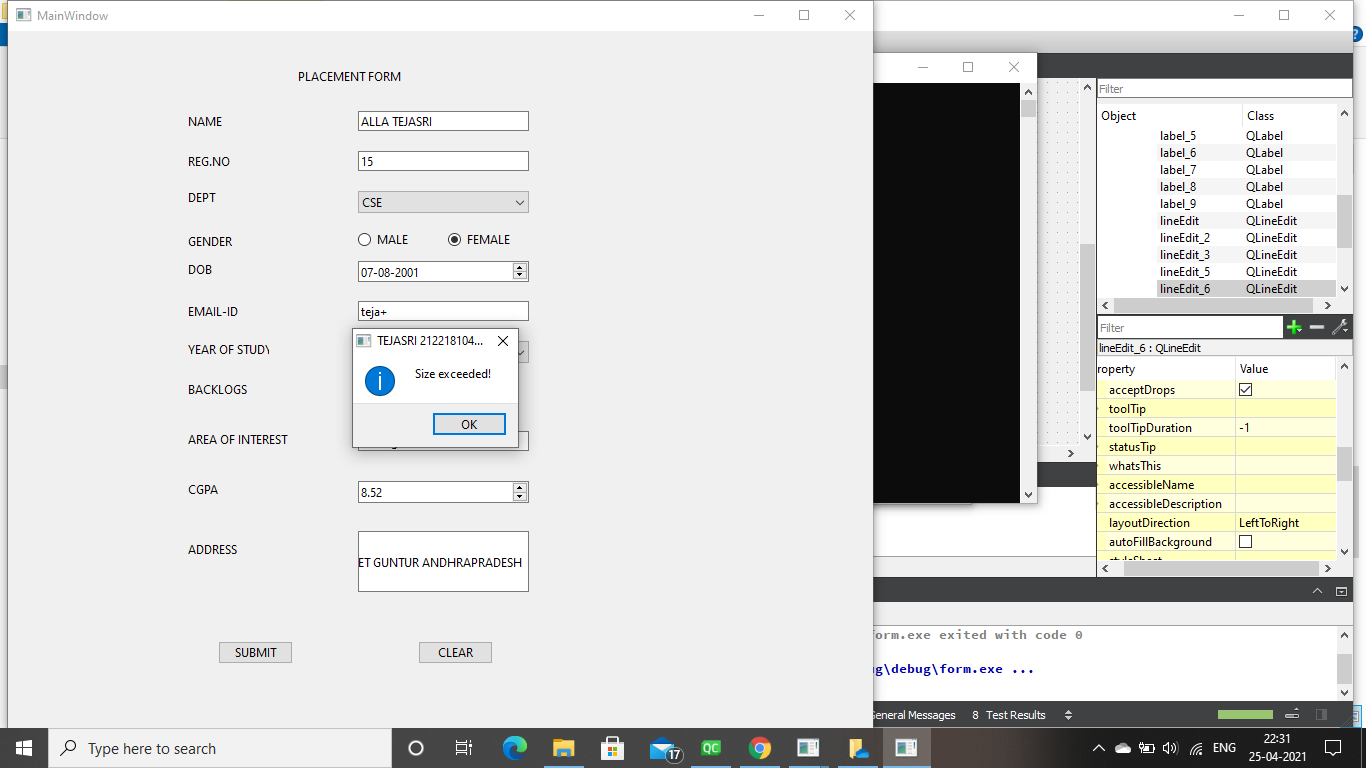 MainWindow
PLACEMENT FORM
NAME
ALLA TEJASRI
REG.NO
15
DEPT
CSE
GENDER
MALE
FEMALE
DOB
07-08-2001
EMAIL-ID
teja+
TEJASRI 212218104...
Size exceeded!
OK
YEAR OF STUDY
BACKLOGS
AREA OF INTEREST
CGPA
8.52
ADDRESS
ET GUNTUR ANDHRAPRADESH
SUBMIT
CLEAR
Filter
Object Class
label_5 QLabel
label_6 QLabel
label_7 QLabel
label_8 QLabel
label_9 QLabel
lineEdit QLineEdit
lineEdit_2 QLineEdit
lineEdit_3 QLineEdit
lineEdit_5 QLineEdit
lineEdit_6 QLineEdit
Filter
lineEdit_6 : QLineEdit
roperty Value
acceptDrops
toolTip
toolTipDuration -1
statusTip
whatsThis
accessibleName
accessibleDescription
layoutDirection LeftToRight
autoFillBackground
form.exe exited with code 0
g\debug\form.exe ...
General Messages 8 Test Results
Type here to search
17
QC
ENG
22:31
25-04-2021